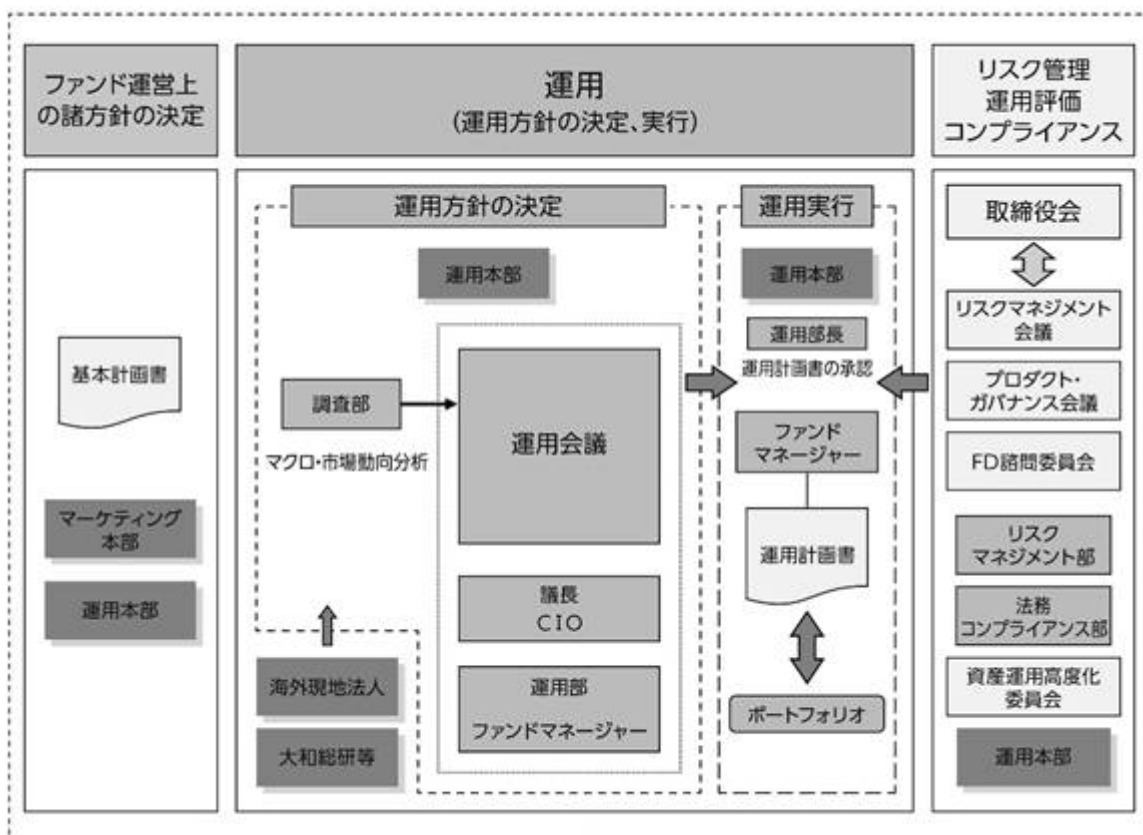 ファンド運営上
の諸方針の決定
運用
(運用方針の決定、実行)
リスク管理
運用評価
コンプライアンス
基本計画書
マーケティング
本部
運用本部
運用方針の決定
運用本部
調査部
マクロ・市場動向分析
運用会議
議長
CIO
運用部
ファンドマネージャー
海外現地法人
大和総研等
運用実行
運用本部
運用部長
運用計画書の承認
ファンド
マネージャー
運用計画書
ポートフォリオ
取締役会
リスクマネジメント
会議
プロダクト・
ガバナンス会議
FD諮問委員会
リスク
マネジメント部
法務
コンプライアンス部
資産運用高度化
委員会
運用本部